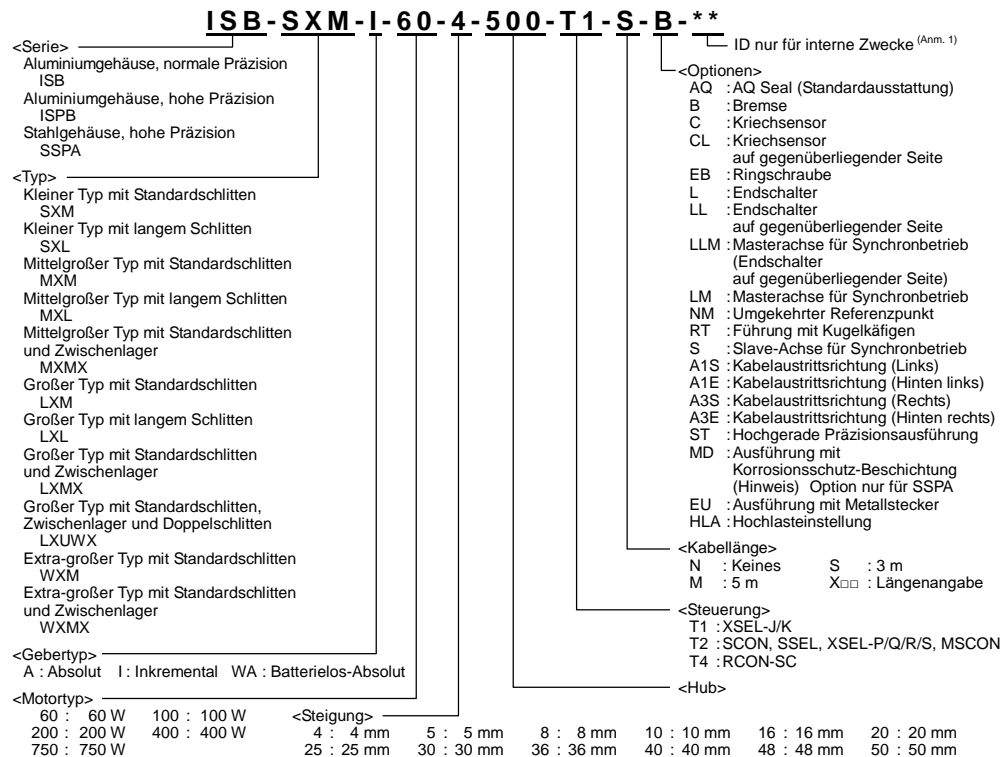 ISB-SXM-I-60-4-500-T1-S-B-**
<Serie>
Aluminiumgehäuse, normale Präzision
ISB
Aluminiumgehäuse, hohe Präzision
ISPB
Stahlgehäuse, hohe Präzision
SSPA
<Typ>
Kleiner Typ mit Standardschlitten
SXM
Kleiner Typ mit langem Schlitten
SXL
Mittelgroßer Typ mit Standardschlitten
MXM
Mittelgroßer Typ mit langem Schlitten
MXL
Mittelgroßer Typ mit Standardschlitten
und Zwischenlager
MXMX
Großer Typ mit Standardschlitten
LXM
Großer Typ mit langem Schlitten
LXL
Großer Typ mit Standardschlitten
und Zwischenlager
LXMX
Großer Typ mit Standardschlitten,
Zwischenlager und Doppelschlitten
LXUWX
Extra-großer Typ mit Standardschlitten
WXM
Extra-großer Typ mit Standardschlitten
und Zwischenlager
WXMX
<Gebertyp>
A : Absolut I : Inkremental WA : Batterielos-Absolut
<Motortyp>
60 : 60 W 100 : 100 W
200 : 200 W 400 : 400 W
750 : 750 W
<Steigung>
4 : 4 mm 5 : 5 mm 8 : 8 mm 10 : 10 mm 16 : 16 mm 20 : 20 mm
25 : 25 mm 30 : 30 mm 36 : 36 mm 40 : 40 mm 48 : 48 mm 50 : 50 mm
ID nur für interne Zwecke (Anm. 1)
<Optionen>
AQ : AQ Seal (Standardausstattung)
B : Bremse
C : Kriechsensor
CL : Kriechsensor
auf gegenüberliegender Seite
EB : Ringschraube
L : Endschalter
LL : Endschalter
auf gegenüberliegender Seite
LLM : Masterachse für Synchronbetrieb
(Endschalter
auf gegenüberliegender Seite)
LM : Masterachse für Synchronbetrieb
NM : Umgekehrter Referenzpunkt
RT : Führung mit Kugelkäfigen
S : Slave-Achse für Synchronbetrieb
A1S : Kabelaustrittsrichtung (Links)
A1E : Kabelaustrittsrichtung (Hinten links)
A3S : Kabelaustrittsrichtung (Rechts)
A3E : Kabelaustrittsrichtung (Hinten rechts)
ST : Hochgerade Präzisionsausführung
MD : Ausführung mit
Korrosionsschutz-Beschichtung
(Hinweis) Option nur für SSPA
EU : Ausführung mit Metallstecker
HLA : Hochlasteinstellung
<Kabellänge>
N : Keines S : 3 m
M : 5 m X□□ : Längenangabe
<Steuerung>
T1 : XSEL-J/K
T2 : SCON, SSEL, XSEL-P/Q/R/S, MSCON
T4 : RCON-SC
<Hub>